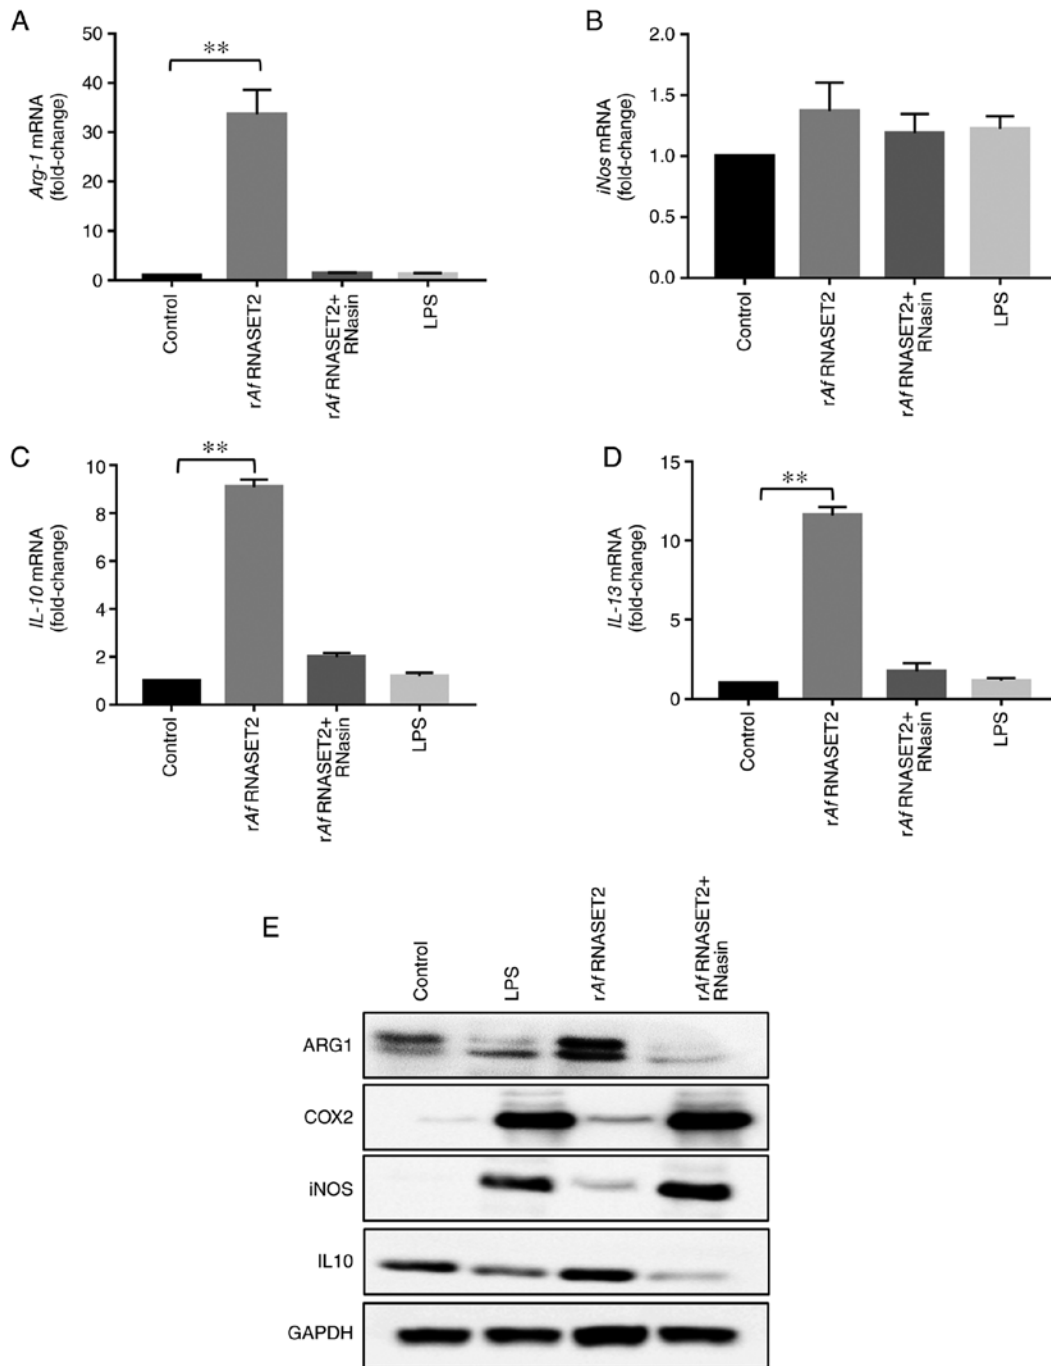 A
Arg-1 mRNA
(fold-change)
50
40
30
20
10
0
**
Control
rAf RNASET2
rAf RNASET2+
RNasin
LPS
B
iNos mRNA
(fold-change)
2.0
1.5
1.0
0.5
0.0
Control
rAf RNASET2
rAf RNASET2+
RNasin
LPS
C
IL-10 mRNA
(fold-change)
10
8
6
4
2
0
**
Control
rAf RNASET2
rAf RNASET2+
RNasin
LPS
D
IL-13 mRNA
(fold-change)
15
10
5
0
**
Control
rAf RNASET2
rAf RNASET2+
RNasin
LPS
E
Control
LPS
rAf RNASET2
rAf RNASET2+
RNasin
ARG1
COX2
iNOS
IL10
GAPDH